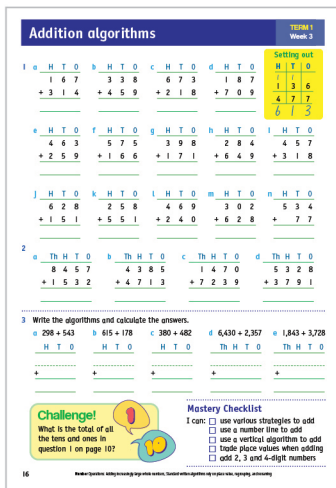 Addition algorithms
TERM 1
Week 3
Setting out
H T O
1 1
1 3 6
4 7 7
6 1 3
1 a H T O b H T O c H T O d H T O
1 6 7 3 3 8 6 7 3 1 8 7
+ 3 1 4 + 4 5 9 + 2 1 8 + 7 0 9
e H T O f H T O g H T O h H T O i H T O
4 6 3 5 7 5 3 9 8 2 8 4 4 5 7
+ 2 5 9 + 1 6 6 + 1 7 1 + 6 4 9 + 3 1 8
j H T O k H T O l H T O m H T O n H T O
6 2 8 2 5 8 4 6 9 3 0 2 5 3 4
+ 1 5 1 + 5 5 1 + 2 4 0 + 6 2 8 + 7 7
2
a Th H T O b Th H T O c Th H T O d Th H T O
8 4 5 7 4 3 8 5 1 4 7 0 5 3 2 8
+ 1 5 3 2 + 4 7 1 3 + 7 2 3 9 + 3 7 9 1
3 Write the algorithms and calculate the answers.
a 298 + 543 b 615 + 178 c 380 + 482 d 6,430 + 2,357 e 1,843 + 3,728
H T O H T O H T O Th H T O Th H T O
+ + + + +
Challenge!
What is the total of all
the tens and ones in
question 1 on page 10?
1
10
Mastery Checklist
I can: use various strategies to add
use a number line to add
use a vertical algorithm to add
trade place values when adding
add 2, 3 and 4-digit numbers
16